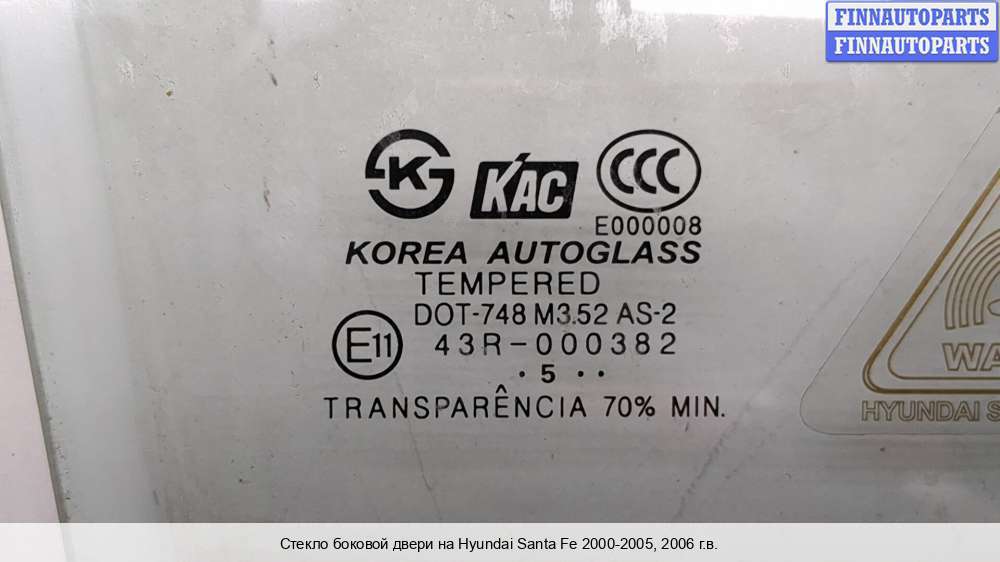 FINNAUTOPARTS
FINNAUTOPARTS
K
KAC
CCC
E000008
KOREA AUTOGLASS
TEMPERED
DOT-748 M3.52 AS-2
E11
43R-000382
· 5 · ·
TRANSPARÊNCIA 70% MIN.
HYUNDAI
Стекло боковой двери на Hyundai Santa Fe 2000-2005, 2006 г.в.